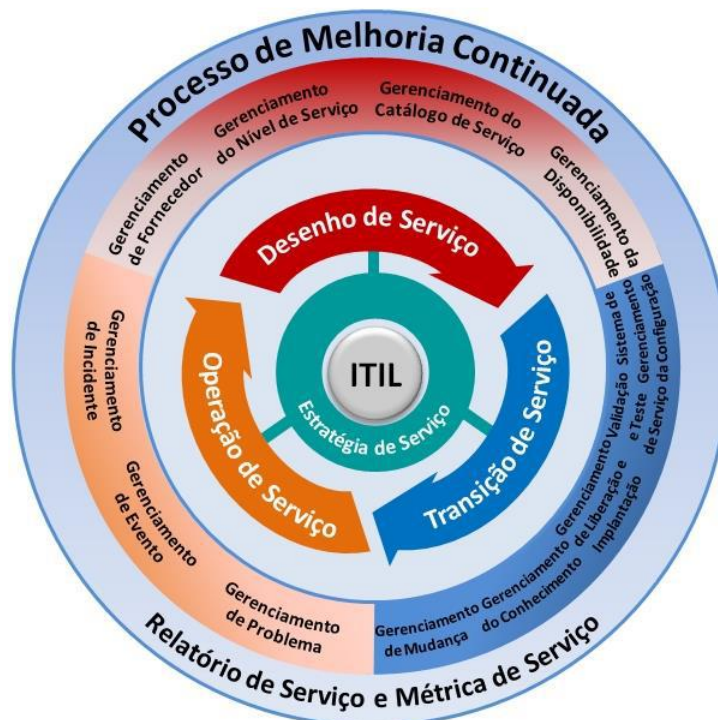 Processo de Melhoria Continuada
Gerenciamento
de Fornecedor
Gerenciamento
do Nível de Serviço
Gerenciamento do
Catálogo de Serviço
Gerenciamento da
Disponibilidade
Desenho de Serviço
Operação de Serviço
Transição de Serviço
ITIL
Estratégia de Serviço
Gerenciamento
de Incidente
Gerenciamento
de Evento
Gerenciamento
de Problema
Sistema de
Gerenciamento
da Configuração
Validação
e Teste
de Serviço
Gerenciamento
de Liberação e
Implantação
Gerenciamento
do Conhecimento
Gerenciamento
de Mudança
Relatório de Serviço e Métrica de Serviço